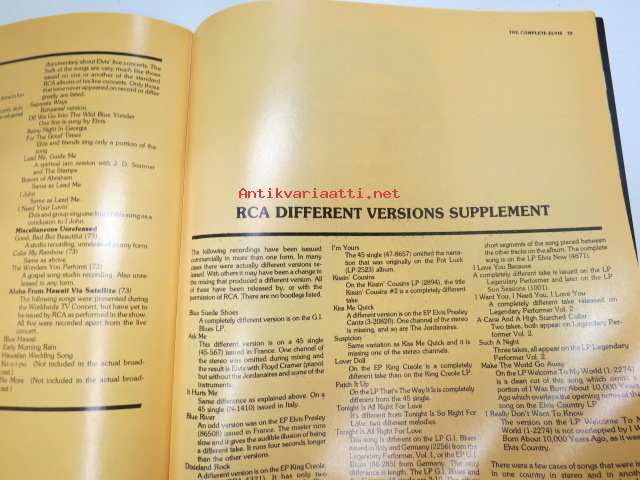 documentary about Elvis' live concerts. The
bulk of the songs are very much like those
issued on one or another of the standard
RCA albums of his live concerts. Only those
that have never appeared on record or differ
greatly are listed.
Separate Ways
Rehearsal version.
Off We Go Into The Wild Blue Yonder
One line is sung by Elvis
Rainy Night In Georgia
For The Good Times
Elvis and friends sing only a portion of the
song
Lead Me, Guide Me
A spiritual jam session with J. D. Sumner
and The Stamps
Bosom of Abraham
Same as Lead Me
I John
Same as Lead Me.
I Need Your Lovin'
Elvis and group sing one line of this song as a
conclusion to I John.
Miscellaneous Unreleased
Good, Bad But Beautiful (73)
A studio recording, unreleased in any form.
Color My Rainbow (73)
Same as above.
The Wonders You Perform (73)
A gospel song studio recording. Also unre-
leased in any form.
Aloha From Hawaii Via Satellite (73)
The following songs were presented during
the Worldwide TV Concert, but have yet to
be issued by RCA as performed in the show.
All five were recorded apart from the live
concert.
Blue Hawaii
Early Morning Rain
Hawaiian Wedding Song
Ku-u-i-po (Not included in the actual broad-
cast.)
No More (Not included in the actual broad-
cast.)
THE COMPLETE ELVIS
Antikvariaatti.net
RCA DIFFERENT VERSIONS SUPPLEMENT
The following recordings have been issued
commercially in more than one form. In many
cases there were actually different versions re-
leased. With others it may have been a change to
the mixing that produced a different version. All
of these have been released by, or with the
permission of RCA. There are no bootlegs listed.
Blue Suede Shoes
A completely different version is on the G.I.
Blues LP.
Ask Me
This different version is on a 45 single
(45-567) issued in France. One channel of
the stereo was omitted during mixing and
the result is Elvis with Floyd Cramer (piano)
but without the Jordanaires and some of the
instruments.
It Hurts Me
Same difference as explained above. On a
45 single (N-1410) issued in Italy.
Blue River
An odd version was on the EP Elvis Presley
(86508) issued in France. The master runs
time and it gives the audible illusion of being
a different take. It runs four seconds longer
than the other versions.
Dixieland Rock
A different version is on the EP King Creole,
I'm Yours
The 45 single (47-8657) omitted the narra-
tion that was originally on the Pot Luck
(LP-2523) album.
Kissin' Cousins
On the Kissin' Cousins LP (2894), the title
Kissin' Cousins #2 is a completely different
take.
Kiss Me Quick
A different version is on the EP Elvis Presley
Canta (3-20620). One channel of the stereo
is missing, and so are The Jordanaires.
Suspicion
Same variation as Kiss Me Quick and it is
missing one of the stereo channels.
Lover Doll
On the EP King Creole is a completely
different take than on the King Creole LP.
Patch It Up
On the LP That's The Way It Is is completely
different from the 45 single.
Tonight Is All Right For Love
It's different from Tonight Is So Right For
Love; two different melodies.
Tonight's All Right For Love
This song is different on the LP G.I. Blues
issued in Italy and Germany (2256) from the
Legendary Performer, Vol. 1, or the EP G.I.
Blues (86-285) from Germany. The only
difference is length. The LP G.I. Blues and
short segments of the song placed between
the other tracks on the album. The complete
song is on the LP Elvis Now (4671).
I Love You Because
A completely different take is issued on the LP
Legendary Performer and later on the LP
Sun Sessions (1001).
I Want You, I Need You, I Love You
A completely different take released on
Legendary Performer Vol. 2.
A Cane And A High Starched Collar
Two takes, both appear on Legendary Per-
former Vol. 2.
Such A Night
Three takes, all appear on the LP Legendary
Performer Vol. 2.
Make The World Go Away
On the LP Welcome To My World (1-2274)
is a clean cut of this song which omits
portion of I Was Born About 10,000 Years
Ago which overlaps the opening notes of the
song on the Elvis Country LP.
I Really Don't Want To Know
The version on the LP Welcome To
World (1-2274) is not overlapped by I W
Born About 10,000 Years Ago, as it was
Elvis Country.
There were a few cases of songs that were is
one country in stereo and in another